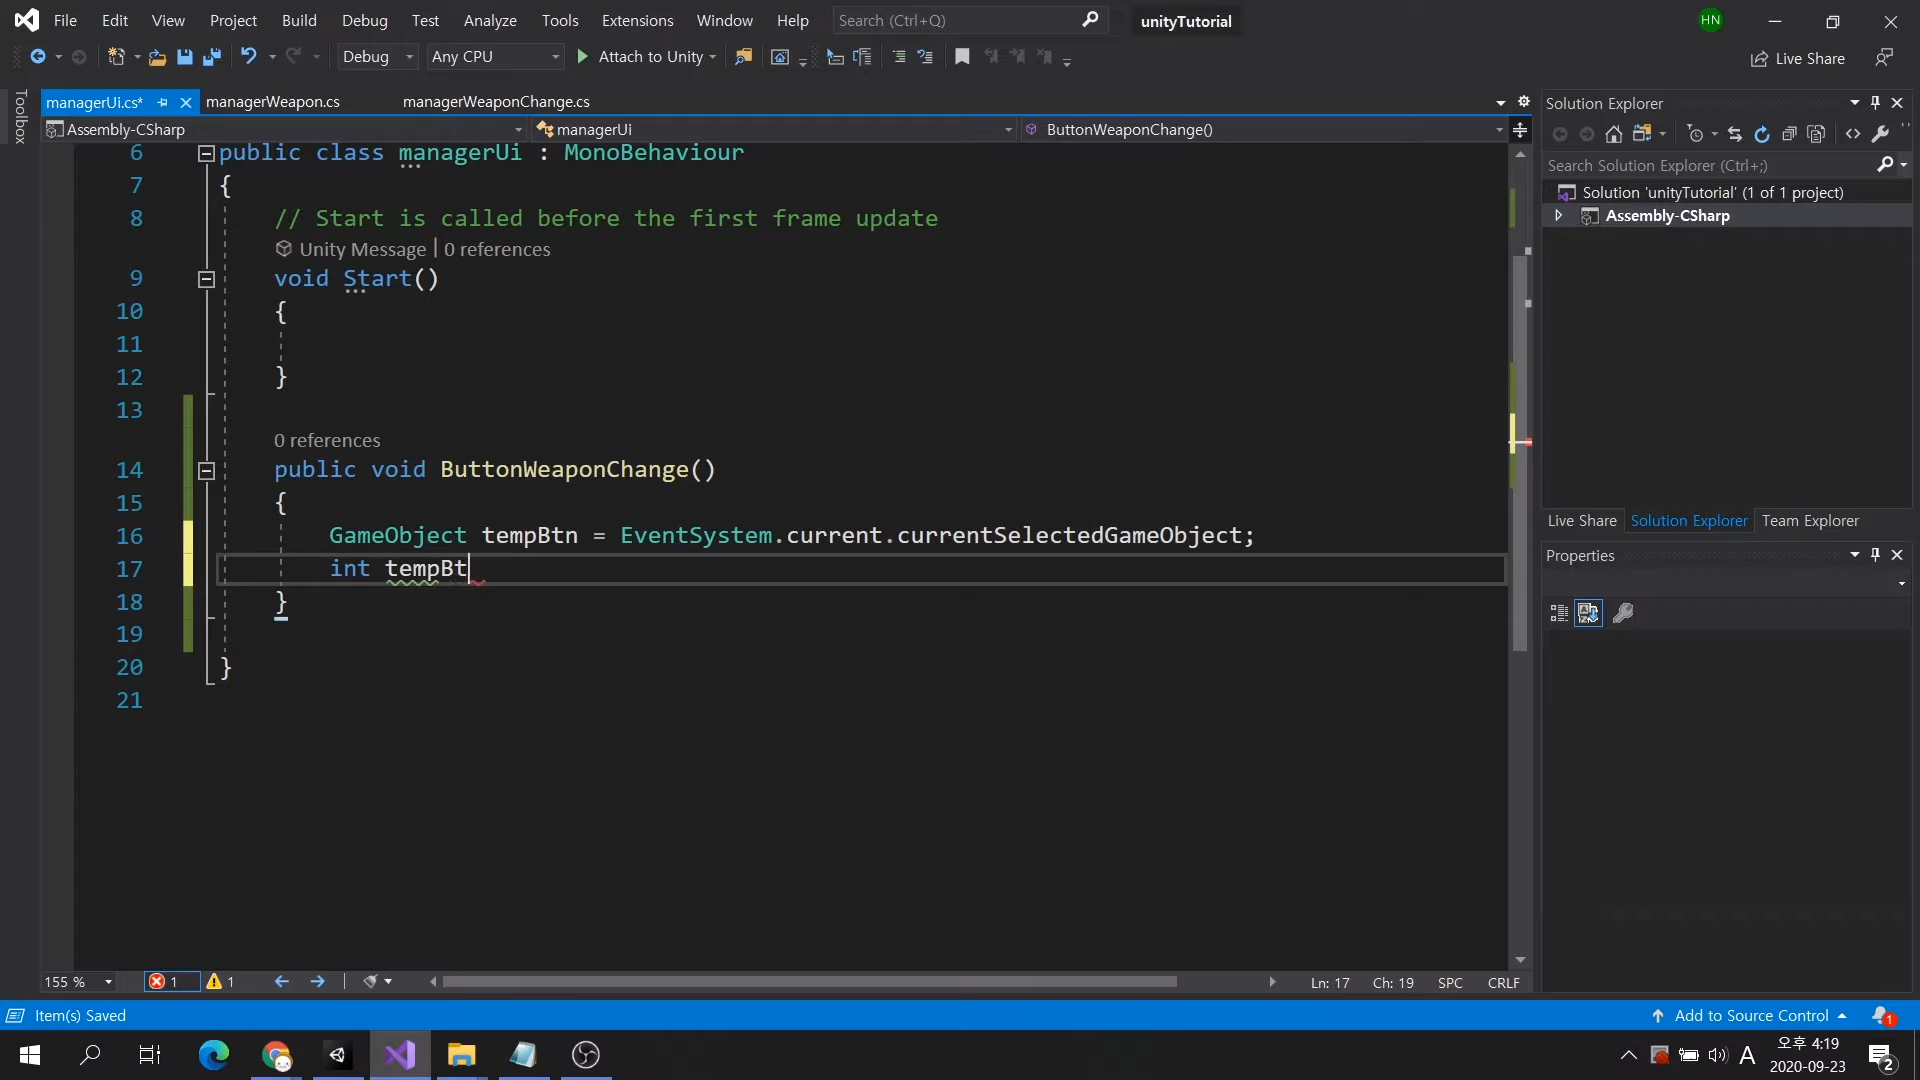 File Edit View Project Build Debug Test Analyze Tools Extensions Window Help Search (Ctrl+Q) unityTutorial HN
Debug Any CPU Attach to Unity Live Share
Toolbox
managerUi.cs* managerWeapon.cs managerWeaponChange.cs
Assembly-CSharp managerUi ButtonWeaponChange()
6 public class managerUi : MonoBehaviour
7 {
8 // Start is called before the first frame update
Unity Message | 0 references
9 void Start()
10 {
11
12 }
13
0 references
14 public void ButtonWeaponChange()
15 {
16 GameObject tempBtn = EventSystem.current.currentSelectedGameObject;
17 int tempBt
18 }
19
20 }
21
155 % 1 1 Ln: 17 Ch: 19 SPC CRLF
Solution Explorer
Search Solution Explorer (Ctrl+;)
Solution 'unityTutorial' (1 of 1 project)
Assembly-CSharp
Live Share Solution Explorer Team Explorer
Properties
Item(s) Saved Add to Source Control 1
A 오후 4:19
2020-09-23 2